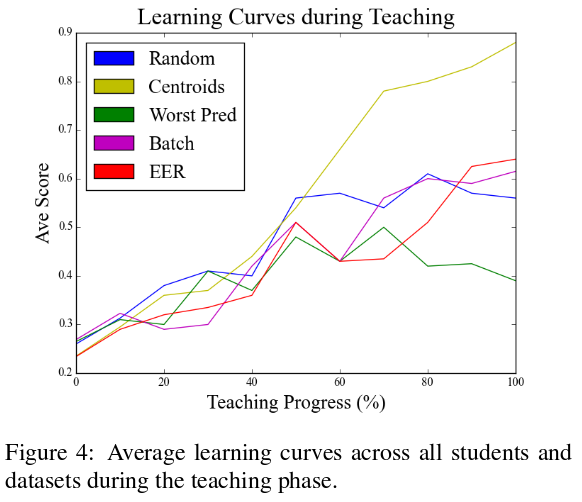 Learning Curves during Teaching
0.9
0.8
0.7
0.6
0.5
0.4
0.3
0.2
Ave Score
Random
Centroids
Worst Pred
Batch
EER
0 20 40 60 80 100
Teaching Progress (%)
Figure 4: Average learning curves across all students and
datasets during the teaching phase.